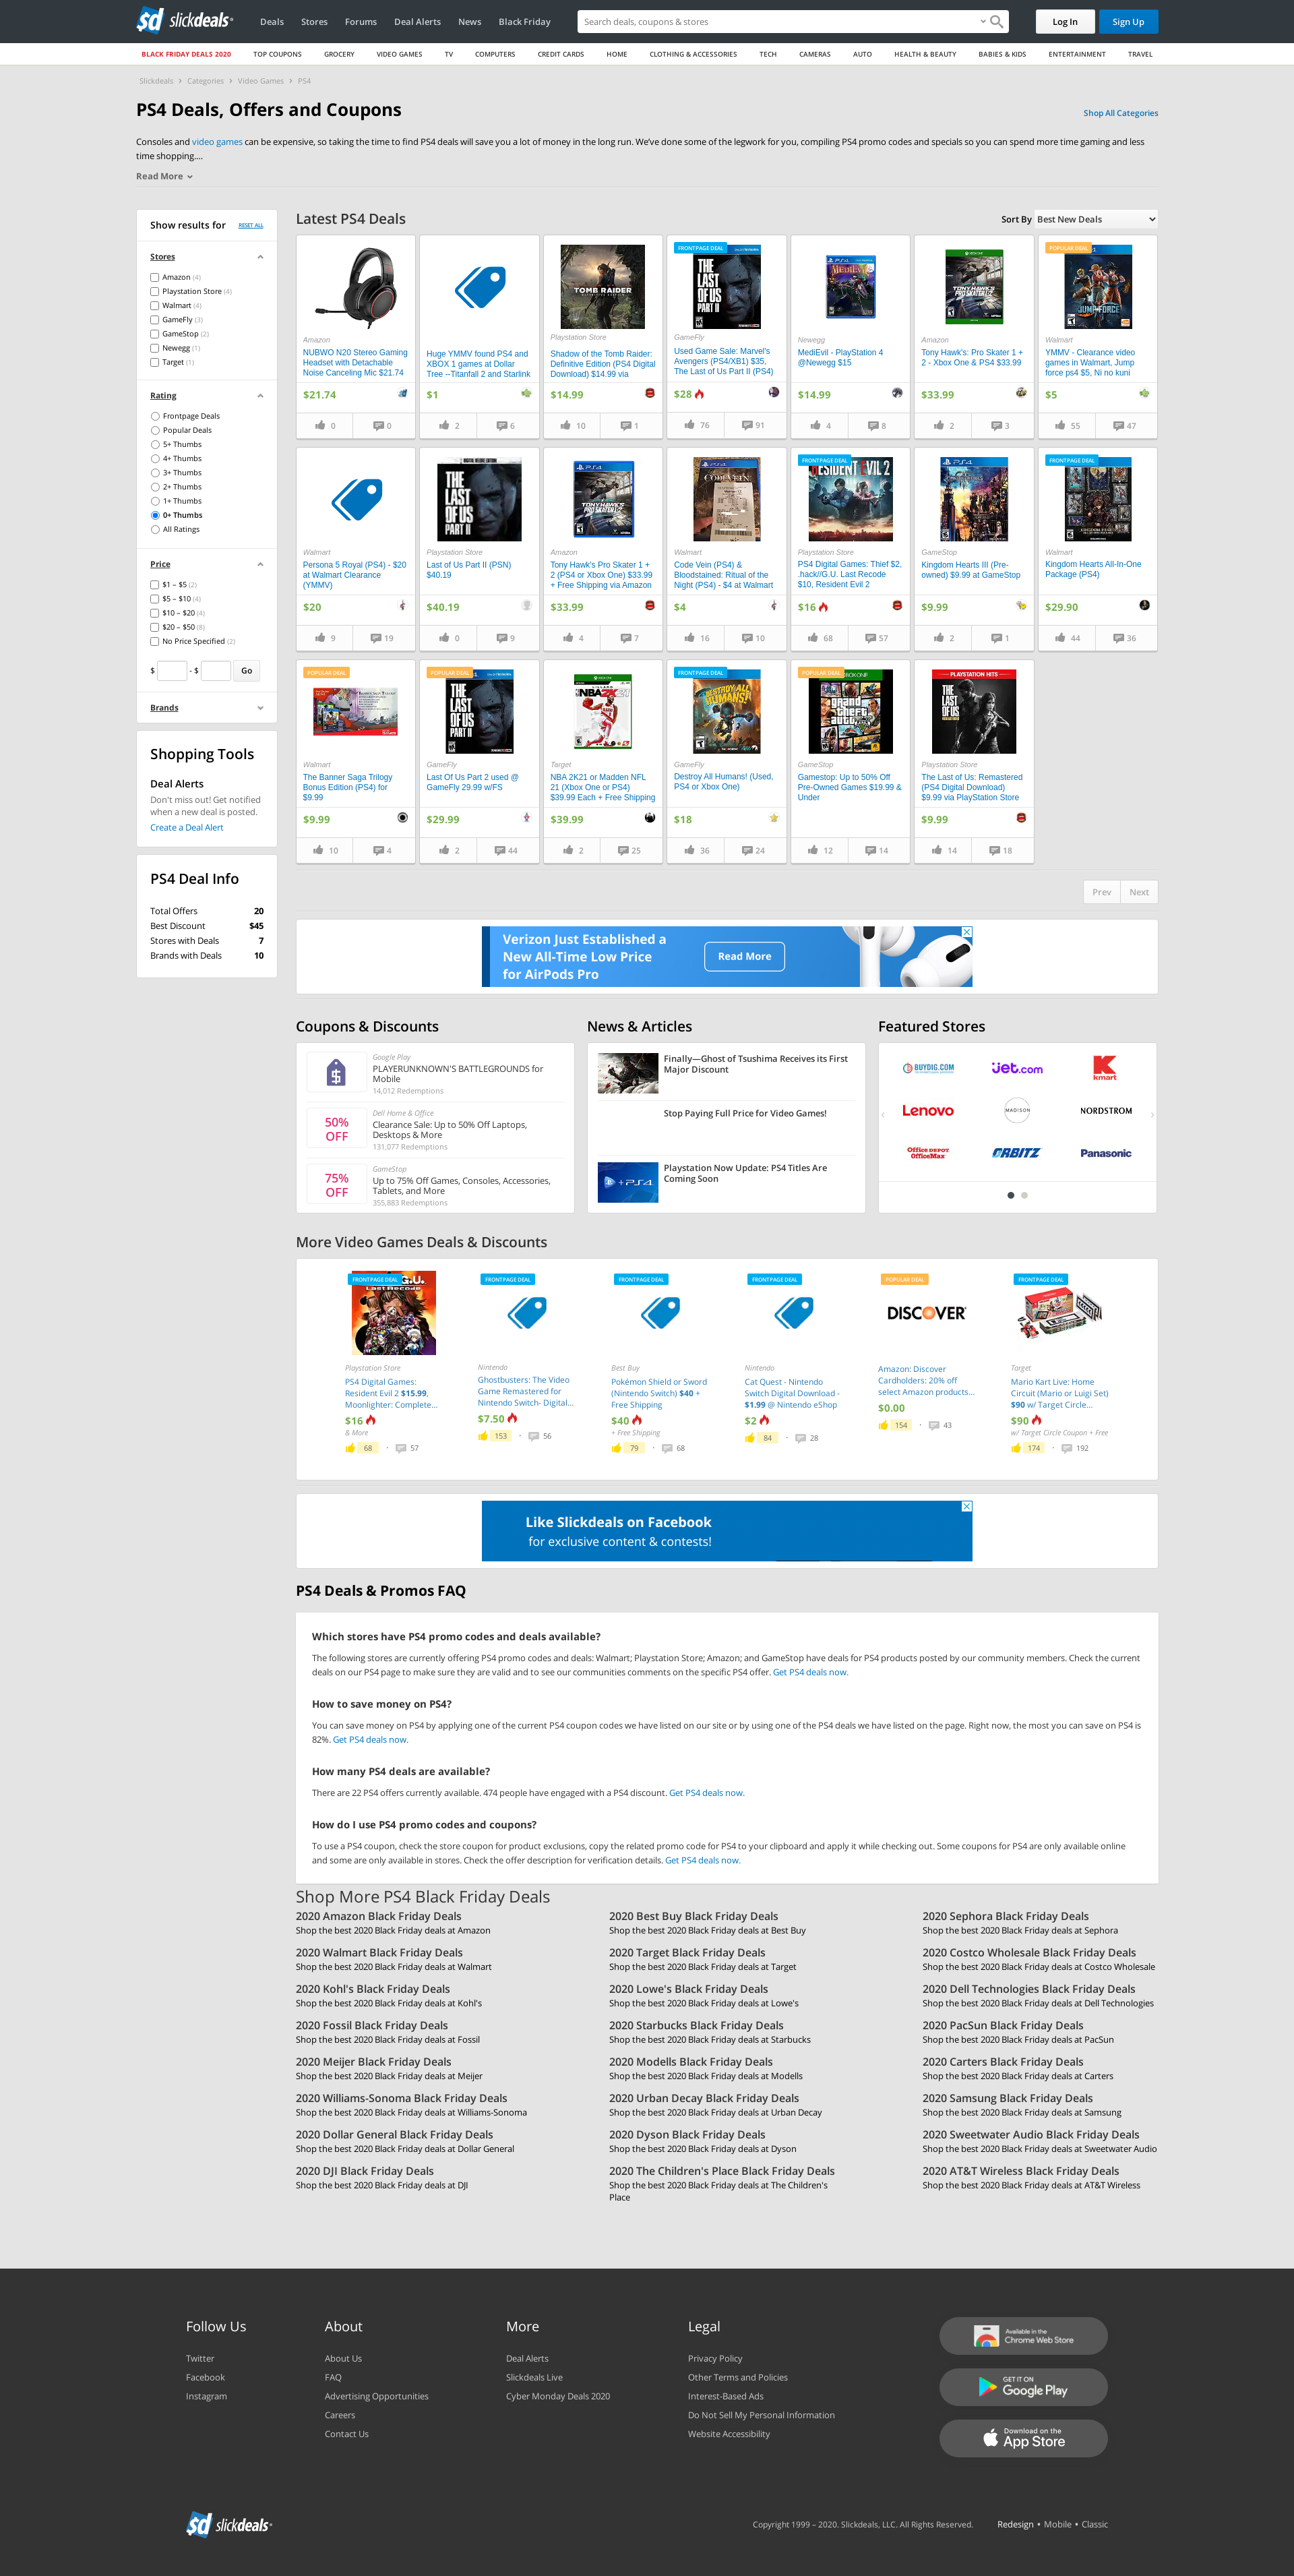 slickdeals
Deals Stores Forums Deal Alerts News Black Friday
Search deals, coupons & stores
Log In Sign Up
BLACK FRIDAY DEALS 2020 TOP COUPONS GROCERY VIDEO GAMES TV COMPUTERS CREDIT CARDS HOME CLOTHING & ACCESSORIES TECH CAMERAS AUTO HEALTH & BEAUTY BABIES & KIDS ENTERTAINMENT TRAVEL
Slickdeals > Categories > Video Games > PS4
PS4 Deals, Offers and Coupons
Shop All Categories
Consoles and video games can be expensive, so taking the time to find PS4 deals will save you a lot of money in the long run. We've done some of the legwork for you, compiling PS4 promo codes and specials so you can spend more time gaming and less
time shopping....
Read More
Show results for RESET ALL
Stores
Amazon (4)
Playstation Store (4)
Walmart (4)
GameFly (3)
GameStop (2)
Newegg (1)
Target (1)
Rating
Frontpage Deals
Popular Deals
5+ Thumbs
4+ Thumbs
3+ Thumbs
2+ Thumbs
1+ Thumbs
0+ Thumbs
All Ratings
Price
$1 – $5 (2)
$5 – $10 (4)
$10 – $20 (4)
$20 – $50 (8)
No Price Specified (2)
$ - $ Go
Brands
Shopping Tools
Deal Alerts
Don't miss out! Get notified
when a new deal is posted.
Create a Deal Alert
PS4 Deal Info
Total Offers 20
Best Discount $45
Stores with Deals 7
Brands with Deals 10
Latest PS4 Deals
Sort By Best New Deals
Amazon
NUBWO N20 Stereo Gaming
Headset with Detachable
Noise Canceling Mic $21.74
$21.74
0 0
Huge YMMV found PS4 and
XBOX 1 games at Dollar
Tree --Titanfall 2 and Starlink
$1
2 6
TOMB RAIDER
Playstation Store
Shadow of the Tomb Raider:
Definitive Edition (PS4 Digital
Download) $14.99 via
$14.99
10 1
FRONTPAGE DEAL
THE LAST OF US PART II
GameFly
Used Game Sale: Marvel's
Avengers (PS4/XB1) $35,
The Last of Us Part II (PS4)
$28
76 91
MEDIEVIL
Newegg
MediEvil - PlayStation 4
@Newegg $15
$14.99
4 8
TONY HAWK'S PRO SKATER 1+2
Amazon
Tony Hawk's: Pro Skater 1 +
2 - Xbox One & PS4 $33.99
$33.99
2 3
POPULAR DEAL
JUMP FORCE
Walmart
YMMV - Clearance video
games in Walmart, Jump
force ps4 $5, Ni no kuni
$5
55 47
Walmart
Persona 5 Royal (PS4) - $20
at Walmart Clearance
(YMMV)
$20
9 19
THE LAST OF US PART II
Playstation Store
Last of Us Part II (PSN)
$40.19
$40.19
0 9
PS4
TONY HAWK'S PRO SKATER 1+2
Amazon
Tony Hawk's Pro Skater 1 +
2 (PS4 or Xbox One) $33.99
+ Free Shipping via Amazon
$33.99
4 7
CODE VEIN
Walmart
Code Vein (PS4) &
Bloodstained: Ritual of the
Night (PS4) - $4 at Walmart
$4
16 10
FRONTPAGE DEAL
RESIDENT EVIL 2
Playstation Store
PS4 Digital Games: Thief $2,
.hack//G.U. Last Recode
$10, Resident Evil 2
$16
68 57
PS4
GameStop
Kingdom Hearts III (Pre-
owned) $9.99 at GameStop
$9.99
2 1
FRONTPAGE DEAL
Walmart
Kingdom Hearts All-In-One
Package (PS4)
$29.90
44 36
POPULAR DEAL
Walmart
The Banner Saga Trilogy
Bonus Edition (PS4) for
$9.99
$9.99
10 4
POPULAR DEAL
THE LAST OF US PART II
GameFly
Last Of Us Part 2 used @
GameFly 29.99 w/FS
$29.99
2 44
NBA 2K21
Target
NBA 2K21 or Madden NFL
21 (Xbox One or PS4)
$39.99 Each + Free Shipping
$39.99
2 25
FRONTPAGE DEAL
DESTROY ALL HUMANS!
GameFly
Destroy All Humans! (Used,
PS4 or Xbox One)
$18
36 24
POPULAR DEAL
grand theft auto
GameStop
Gamestop: Up to 50% Off
Pre-Owned Games $19.99 &
Under
12 14
PLAYSTATION HITS
THE LAST OF US
Playstation Store
The Last of Us: Remastered
(PS4 Digital Download)
$9.99 via PlayStation Store
$9.99
14 18
Prev Next
Verizon Just Established a
New All-Time Low Price
for AirPods Pro
Read More
Coupons & Discounts
Google Play
PLAYERUNKNOWN'S BATTLEGROUNDS for
Mobile
14,012 Redemptions
50% OFF
Dell Home & Office
Clearance Sale: Up to 50% Off Laptops,
Desktops & More
131,077 Redemptions
75% OFF
GameStop
Up to 75% Off Games, Consoles, Accessories,
Tablets, and More
355,883 Redemptions
News & Articles
Finally—Ghost of Tsushima Receives its First
Major Discount
Stop Paying Full Price for Video Games!
PS4
Playstation Now Update: PS4 Titles Are
Coming Soon
Featured Stores
BUYDIG.COM jet.com kmart
Lenovo MADISON NORDSTROM
Office DEPOT OfficeMax ORBITZ Panasonic
More Video Games Deals & Discounts
FRONTPAGE DEAL
LAST RECODE
Playstation Store
PS4 Digital Games:
Resident Evil 2 $15.99,
Moonlighter: Complete...
$16
& More
68 57
FRONTPAGE DEAL
Nintendo
Ghostbusters: The Video
Game Remastered for
Nintendo Switch- Digital...
$7.50
153 56
FRONTPAGE DEAL
Best Buy
Pokémon Shield or Sword
(Nintendo Switch) $40 +
Free Shipping
$40
+ Free Shipping
79 68
FRONTPAGE DEAL
Nintendo
Cat Quest - Nintendo
Switch Digital Download -
$1.99 @ Nintendo eShop
$2
84 28
POPULAR DEAL
DISCOVER
Amazon: Discover
Cardholders: 20% off
select Amazon products...
$0.00
154 43
FRONTPAGE DEAL
Target
Mario Kart Live: Home
Circuit (Mario or Luigi Set)
$90 w/ Target Circle...
$90
w/ Target Circle Coupon + Free
174 192
Like Slickdeals on Facebook
for exclusive content & contests!
PS4 Deals & Promos FAQ
Which stores have PS4 promo codes and deals available?
The following stores are currently offering PS4 promo codes and deals: Walmart; Playstation Store; Amazon; and GameStop have deals for PS4 products posted by our community members. Check the current
deals on our PS4 page to make sure they are valid and to see our communities comments on the specific PS4 offer. Get PS4 deals now.
How to save money on PS4?
You can save money on PS4 by applying one of the current PS4 coupon codes we have listed on our site or by using one of the PS4 deals we have listed on the page. Right now, the most you can save on PS4 is
82%. Get PS4 deals now.
How many PS4 deals are available?
There are 22 PS4 offers currently available. 474 people have engaged with a PS4 discount. Get PS4 deals now.
How do I use PS4 promo codes and coupons?
To use a PS4 coupon, check the store coupon for product exclusions, copy the related promo code for PS4 to your clipboard and apply it while checking out. Some coupons for PS4 are only available online
and some are only available in stores. Check the offer description for verification details. Get PS4 deals now.
Shop More PS4 Black Friday Deals
2020 Amazon Black Friday Deals
Shop the best 2020 Black Friday deals at Amazon
2020 Best Buy Black Friday Deals
Shop the best 2020 Black Friday deals at Best Buy
2020 Sephora Black Friday Deals
Shop the best 2020 Black Friday deals at Sephora
2020 Walmart Black Friday Deals
Shop the best 2020 Black Friday deals at Walmart
2020 Target Black Friday Deals
Shop the best 2020 Black Friday deals at Target
2020 Costco Wholesale Black Friday Deals
Shop the best 2020 Black Friday deals at Costco Wholesale
2020 Kohl's Black Friday Deals
Shop the best 2020 Black Friday deals at Kohl's
2020 Lowe's Black Friday Deals
Shop the best 2020 Black Friday deals at Lowe's
2020 Dell Technologies Black Friday Deals
Shop the best 2020 Black Friday deals at Dell Technologies
2020 Fossil Black Friday Deals
Shop the best 2020 Black Friday deals at Fossil
2020 Starbucks Black Friday Deals
Shop the best 2020 Black Friday deals at Starbucks
2020 PacSun Black Friday Deals
Shop the best 2020 Black Friday deals at PacSun
2020 Meijer Black Friday Deals
Shop the best 2020 Black Friday deals at Meijer
2020 Modells Black Friday Deals
Shop the best 2020 Black Friday deals at Modells
2020 Carters Black Friday Deals
Shop the best 2020 Black Friday deals at Carters
2020 Williams-Sonoma Black Friday Deals
Shop the best 2020 Black Friday deals at Williams-Sonoma
2020 Urban Decay Black Friday Deals
Shop the best 2020 Black Friday deals at Urban Decay
2020 Samsung Black Friday Deals
Shop the best 2020 Black Friday deals at Samsung
2020 Dollar General Black Friday Deals
Shop the best 2020 Black Friday deals at Dollar General
2020 Dyson Black Friday Deals
Shop the best 2020 Black Friday deals at Dyson
2020 Sweetwater Audio Black Friday Deals
Shop the best 2020 Black Friday deals at Sweetwater Audio
2020 DJI Black Friday Deals
Shop the best 2020 Black Friday deals at DJI
2020 The Children's Place Black Friday Deals
Shop the best 2020 Black Friday deals at The Children's
Place
2020 AT&T Wireless Black Friday Deals
Shop the best 2020 Black Friday deals at AT&T Wireless
Follow Us
Twitter
Facebook
Instagram
About
About Us
FAQ
Advertising Opportunities
Careers
Contact Us
More
Deal Alerts
Slickdeals Live
Cyber Monday Deals 2020
Legal
Privacy Policy
Other Terms and Policies
Interest-Based Ads
Do Not Sell My Personal Information
Website Accessibility
Available in the
Chrome Web Store
GET IT ON
Google Play
Download on the
App Store
slickdeals
Copyright 1999 – 2020. Slickdeals, LLC. All Rights Reserved. Redesign • Mobile • Classic